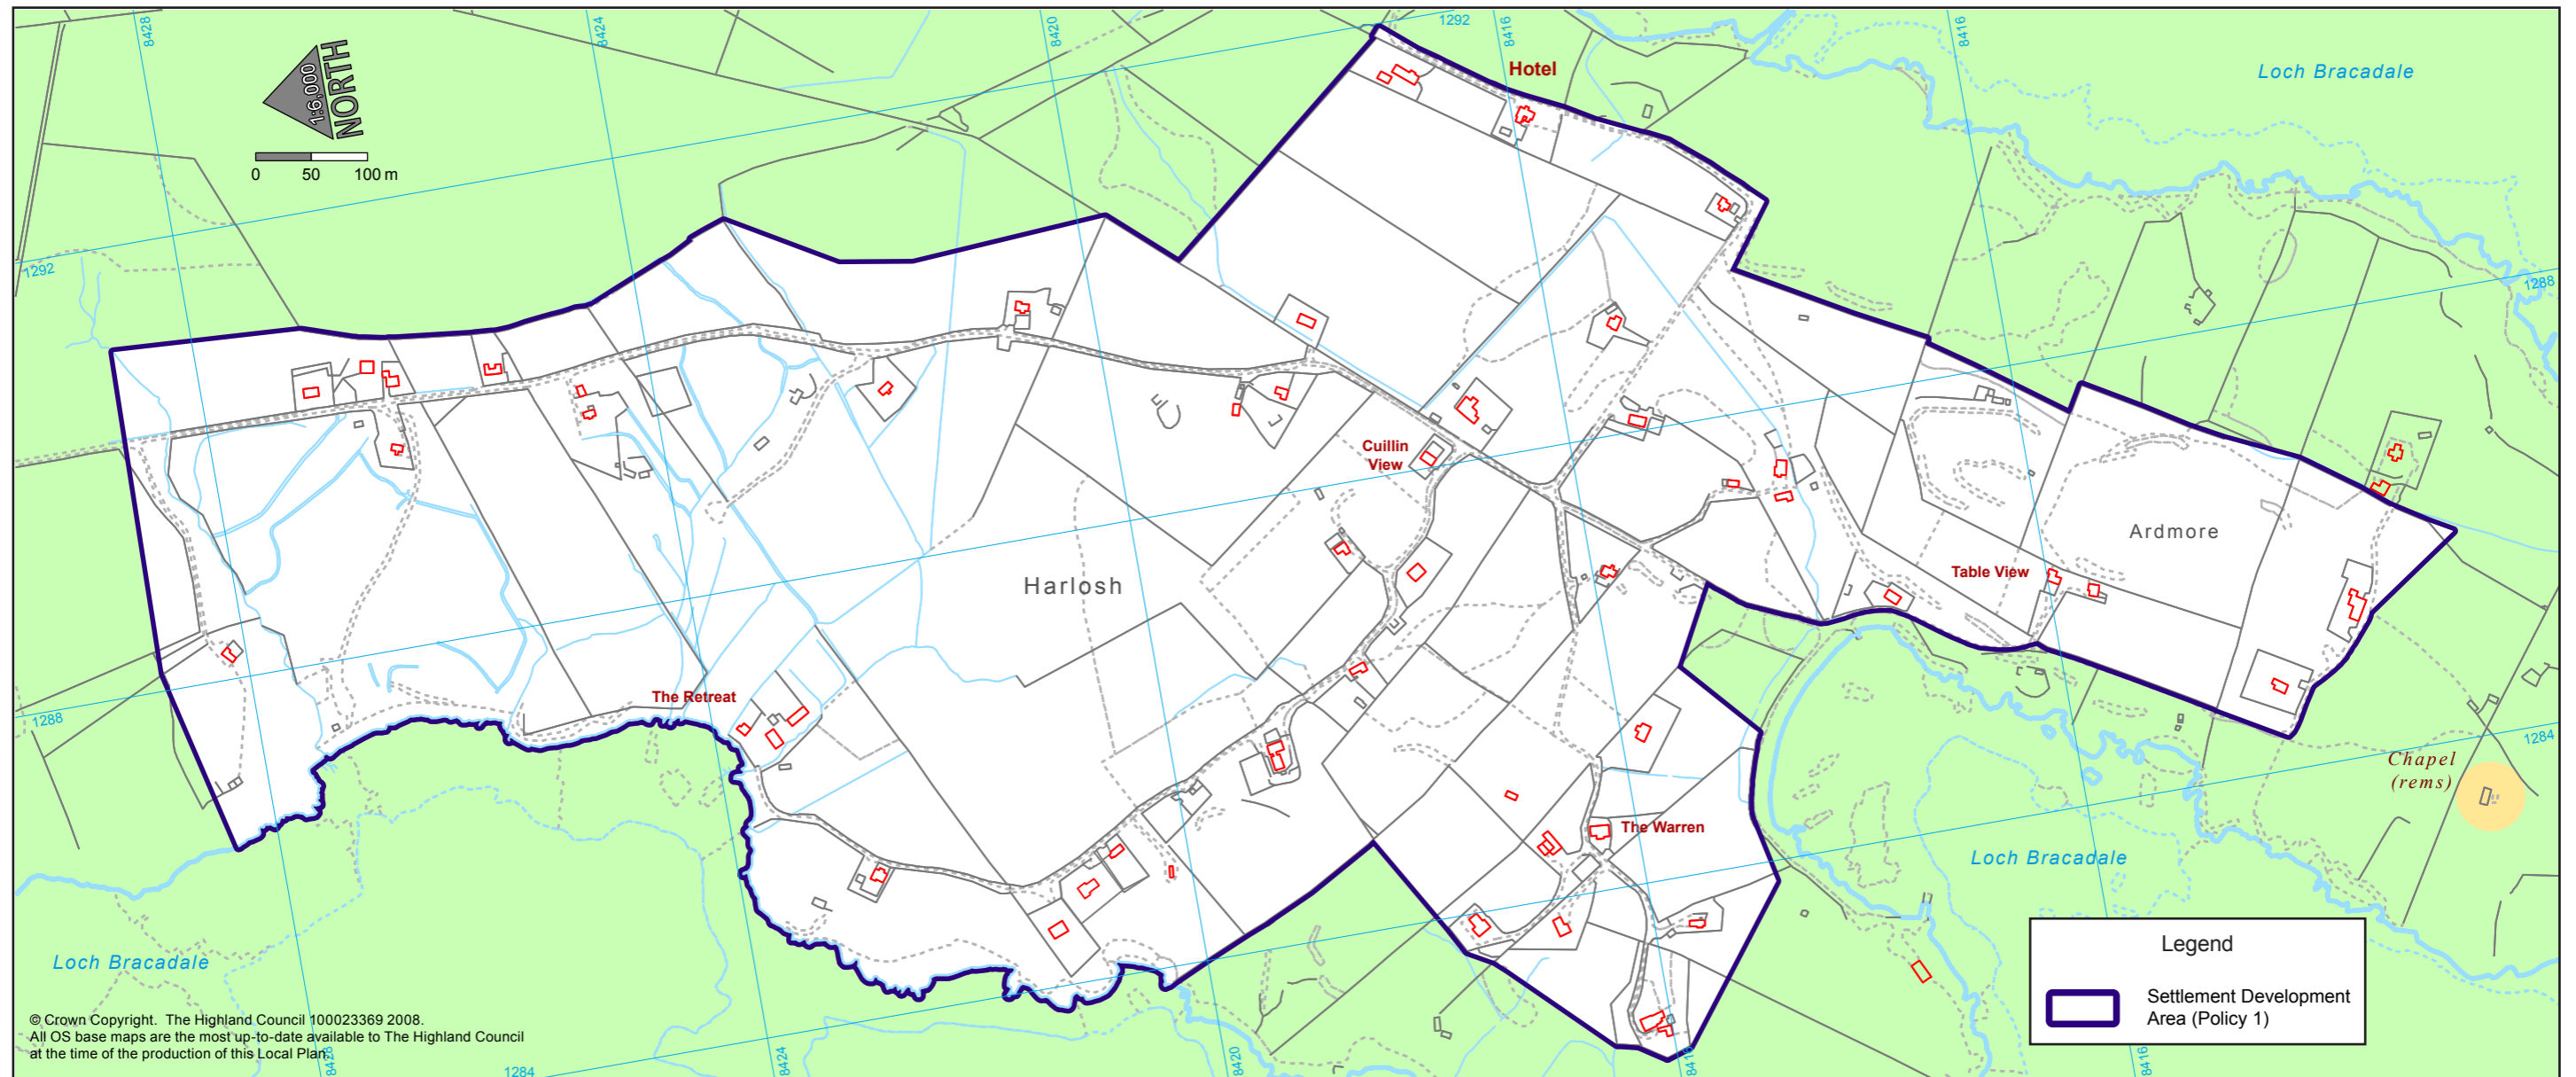 8428
8424
8420
1292
8416
8416
Hotel
Loch Bracadale
1:6,000
NORTH
0 50 100 m
1292
1288
Cuillin
View
Ardmore
Table View
Harlosh
The Retreat
1288
1284
Chapel
(rems)
The Warren
Loch Bracadale
Loch Bracadale
Legend
Settlement Development
Area (Policy 1)
© Crown Copyright. The Highland Council 100023369 2008.
All OS base maps are the most up-to-date available to The Highland Council
at the time of the production of this Local Plan.
8428
1284
8424
8420
8416
8416